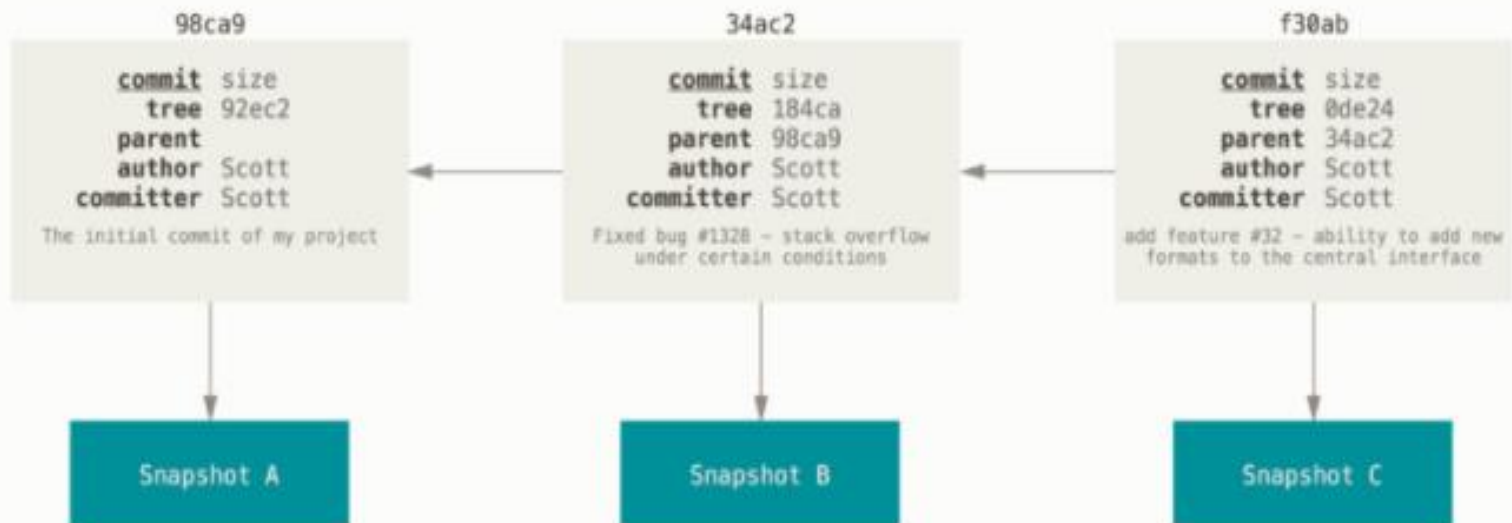 98ca9
commit size
tree 92ec2
parent
author Scott
committer Scott
The initial commit of my project
Snapshot A
34ac2
commit size
tree 184ca
parent 98ca9
author Scott
committer Scott
Fixed bug #1328 – stack overflow
under certain conditions
Snapshot B
f30ab
commit size
tree 0de24
parent 34ac2
author Scott
committer Scott
add feature #32 – ability to add new
formats to the central interface
Snapshot C